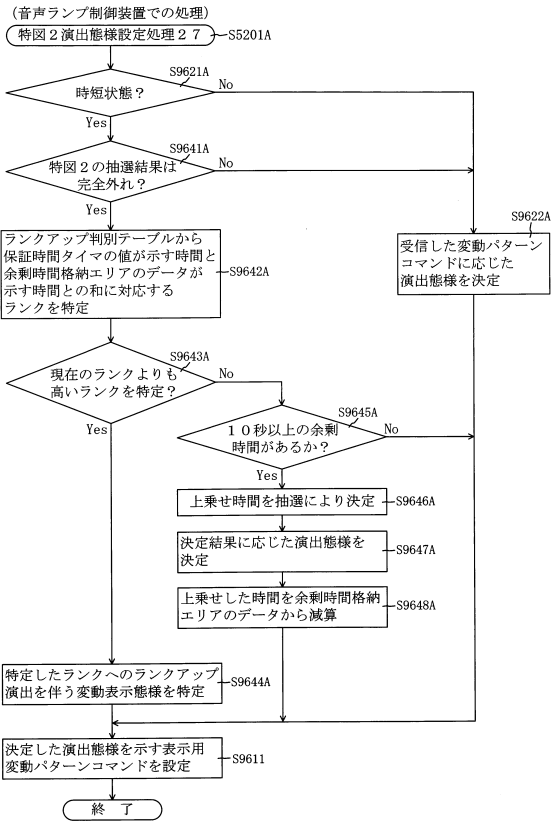 (音声ランプ制御装置での処理)
特図２演出態様設定処理２７
S5201A
S9621A
時短状態？
No
Yes
S9641A
特図２の抽選結果は
完全外れ？
No
Yes
S9622A
受信した変動パターン
コマンドに応じた
演出態様を決定
ランクアップ判別テーブルから
保証時間タイマの値が示す時間と
余剰時間格納エリアのデータが
示す時間との和に対応する
ランクを特定
S9642A
S9643A
現在のランクよりも
高いランクを特定？
No
Yes
S9645A
１０秒以上の余剰
時間があるか？
No
Yes
上乗せ時間を抽選により決定
S9646A
決定結果に応じた演出態様を
決定
S9647A
上乗せした時間を余剰時間格納
エリアのデータから減算
S9648A
特定したランクへのランクアップ
演出を伴う変動表示態様を特定
S9644A
決定した演出態様を示す表示用
変動パターンコマンドを設定
S9611
終 了